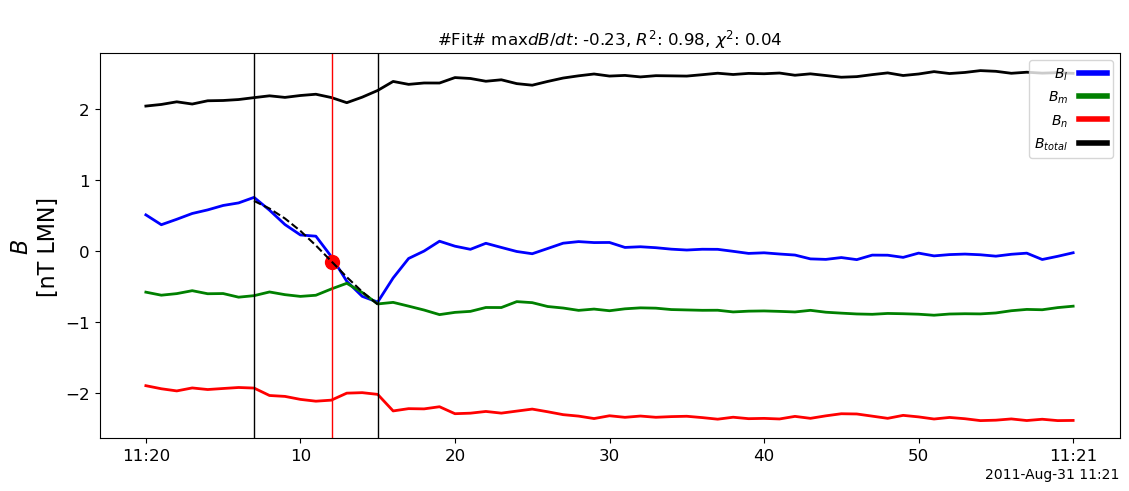 #Fit# maxdB/dt: -0.23, R²: 0.98, χ²: 0.04
B
[nT LMN]
2
1
0
−1
−2
B_l
B_m
B_n
B_total
11:20 10 20 30 40 50 11:21
2011-Aug-31 11:21